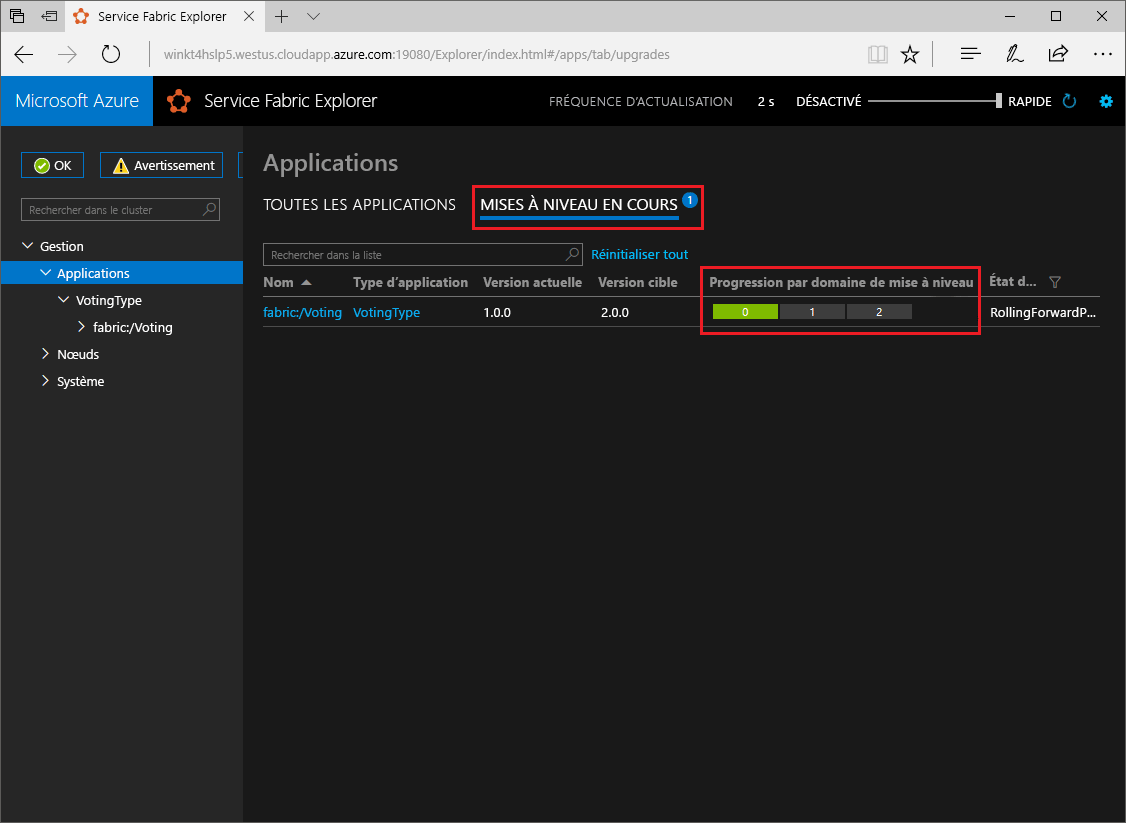 Service Fabric Explorer
winkt4hslp5.westus.cloudapp.azure.com:19080/Explorer/index.html#/apps/tab/upgrades
Microsoft Azure
Service Fabric Explorer
FRÉQUENCE D'ACTUALISATION 2 s DÉSACTIVÉ RAPIDE
OK Avertissement
Rechercher dans le cluster
Gestion
Applications
VotingType
fabric:/Voting
Nœuds
Système
Applications
TOUTES LES APPLICATIONS MISES À NIVEAU EN COURS 1
Rechercher dans la liste Réinitialiser tout
Nom Type d'application Version actuelle Version cible Progression par domaine de mise à niveau État d...
fabric:/Voting VotingType 1.0.0 2.0.0 0 1 2 RollingForwardP...